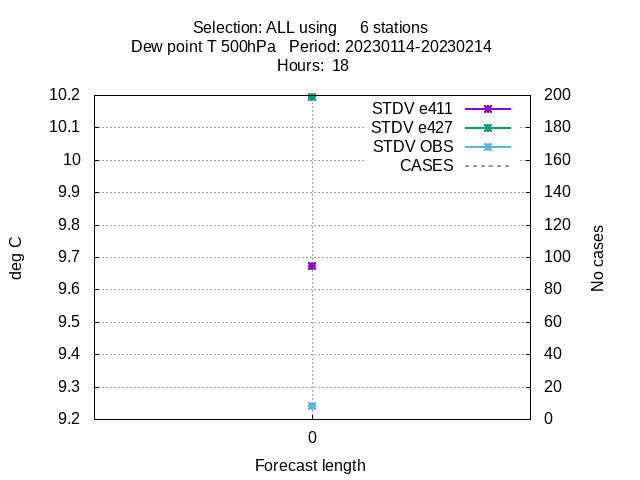 Selection: ALL using      6 stations
Dew point T 500hPa   Period: 20230114-20230214
Hours:  18
10.2
10.1
10
9.9
9.8
9.7
9.6
9.5
9.4
9.3
9.2
200
180
160
140
120
100
80
60
40
20
0
STDV e411
STDV e427
STDV OBS
CASES
deg C
No cases
0
Forecast length